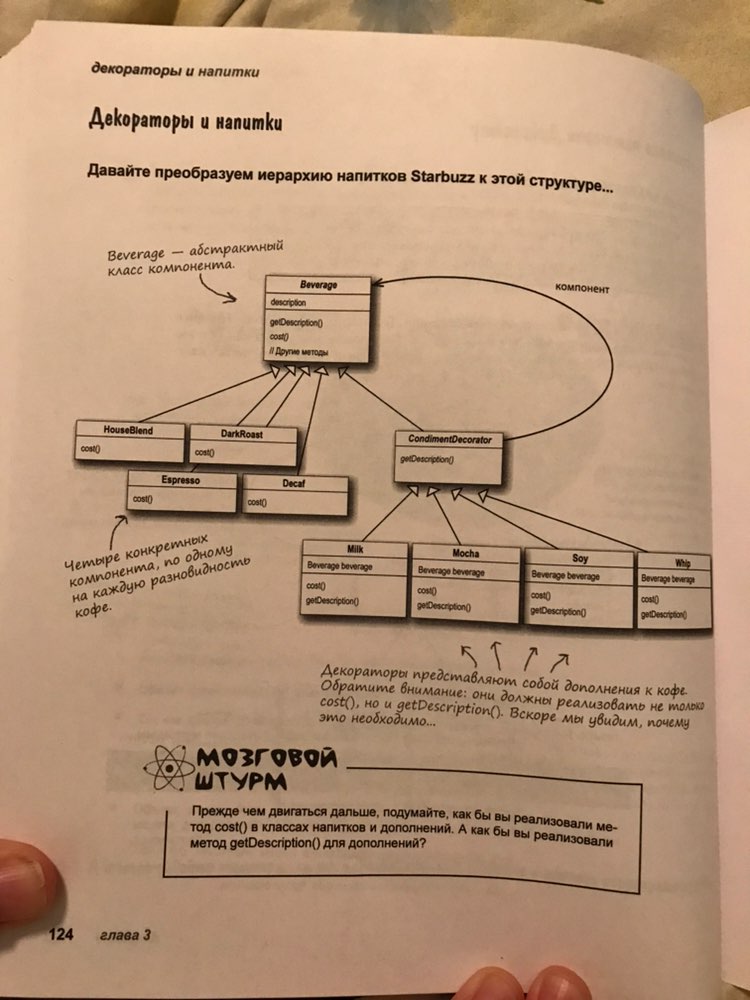 декораторы и напитки
Декораторы и напитки
Давайте преобразуем иерархию напитков Starbuzz к этой структуре...
Beverage — абстрактный
класс компонента.
Beverage
description
getDescription()
cost()
// Другие методы
компонент
HouseBlend
cost()
DarkRoast
cost()
Espresso
cost()
Decaf
cost()
CondimentDecorator
getDescription()
Четыре конкретных
компонента, по одному
на каждую разновидность
кофе.
Milk
Beverage beverage
cost()
getDescription()
Mocha
Beverage beverage
cost()
getDescription()
Soy
Beverage beverage
cost()
getDescription()
Whip
Beverage beverage
cost()
getDescription()
Декораторы представляют собой дополнения к кофе.
Обратите внимание: они должны реализовать не только
cost(), но и getDescription(). Вскоре мы увидим, почему
это необходимо...
МОЗГОВОЙ
ШТУРМ
Прежде чем двигаться дальше, подумайте, как бы вы реализовали ме-
тод cost() в классах напитков и дополнений. А как бы вы реализовали
метод getDescription() для дополнений?
124 глава 3